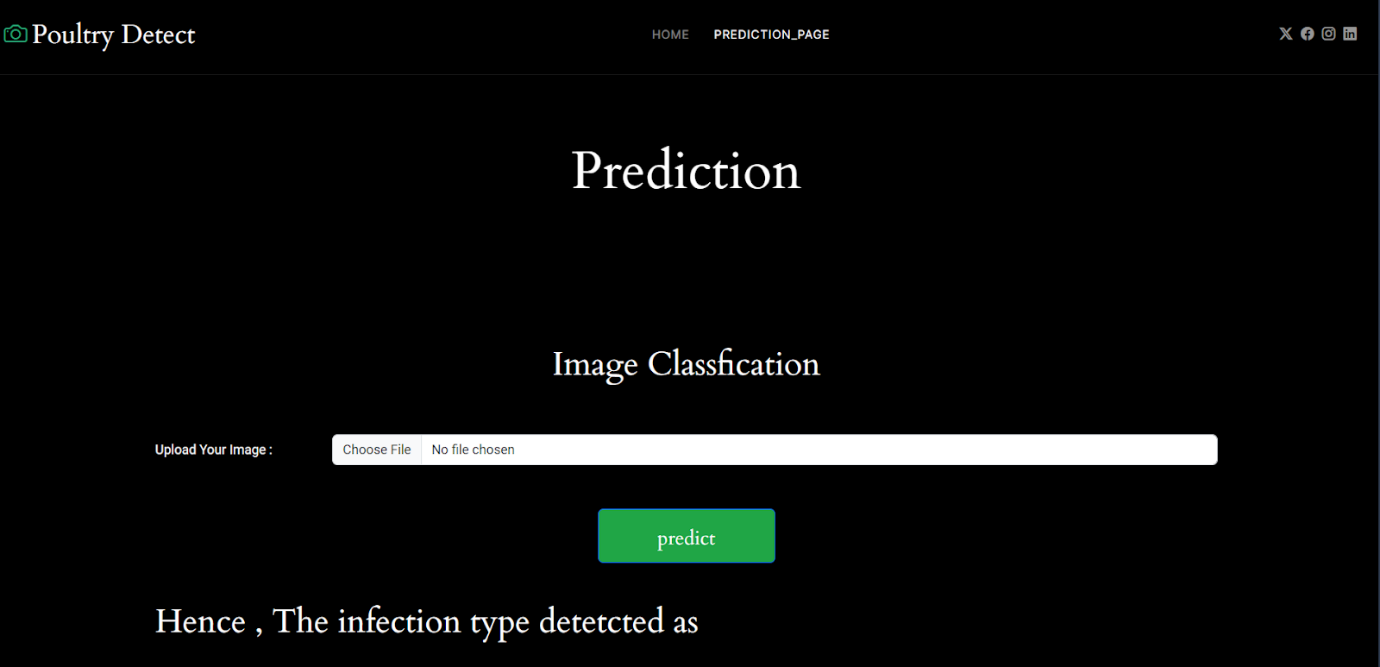 Poultry Detect
HOME PREDICTION_PAGE
Prediction
Image Classfication
Upload Your Image :
Choose File No file chosen
predict
Hence , The infection type detetcted as